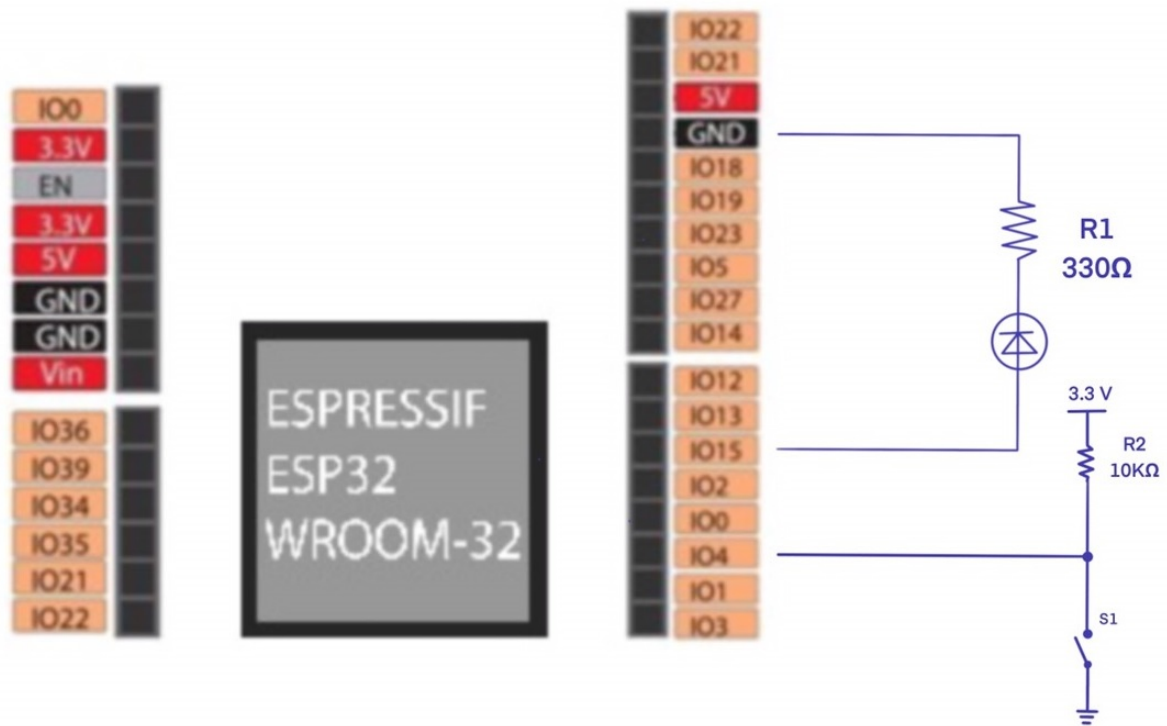 IO0
3.3V
EN
3.3V
5V
GND
GND
Vin
IO36
IO39
IO34
IO35
IO21
IO22
ESPRESSIF
ESP32
WROOM-32
IO22
IO21
5V
GND
IO18
IO19
IO23
IO5
IO27
IO14
IO12
IO13
IO15
IO2
IO0
IO4
IO1
IO3
R1
330Ω
3.3 V
R2
10KΩ
S1